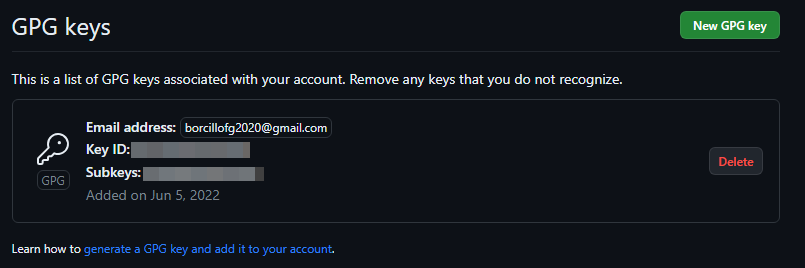 GPG keys
New GPG key
This is a list of GPG keys associated with your account. Remove any keys that you do not recognize.
Email address: borcillofg2020@gmail.com
Key ID:
Subkeys:
Added on Jun 5, 2022
GPG
Delete
Learn how to generate a GPG key and add it to your account.